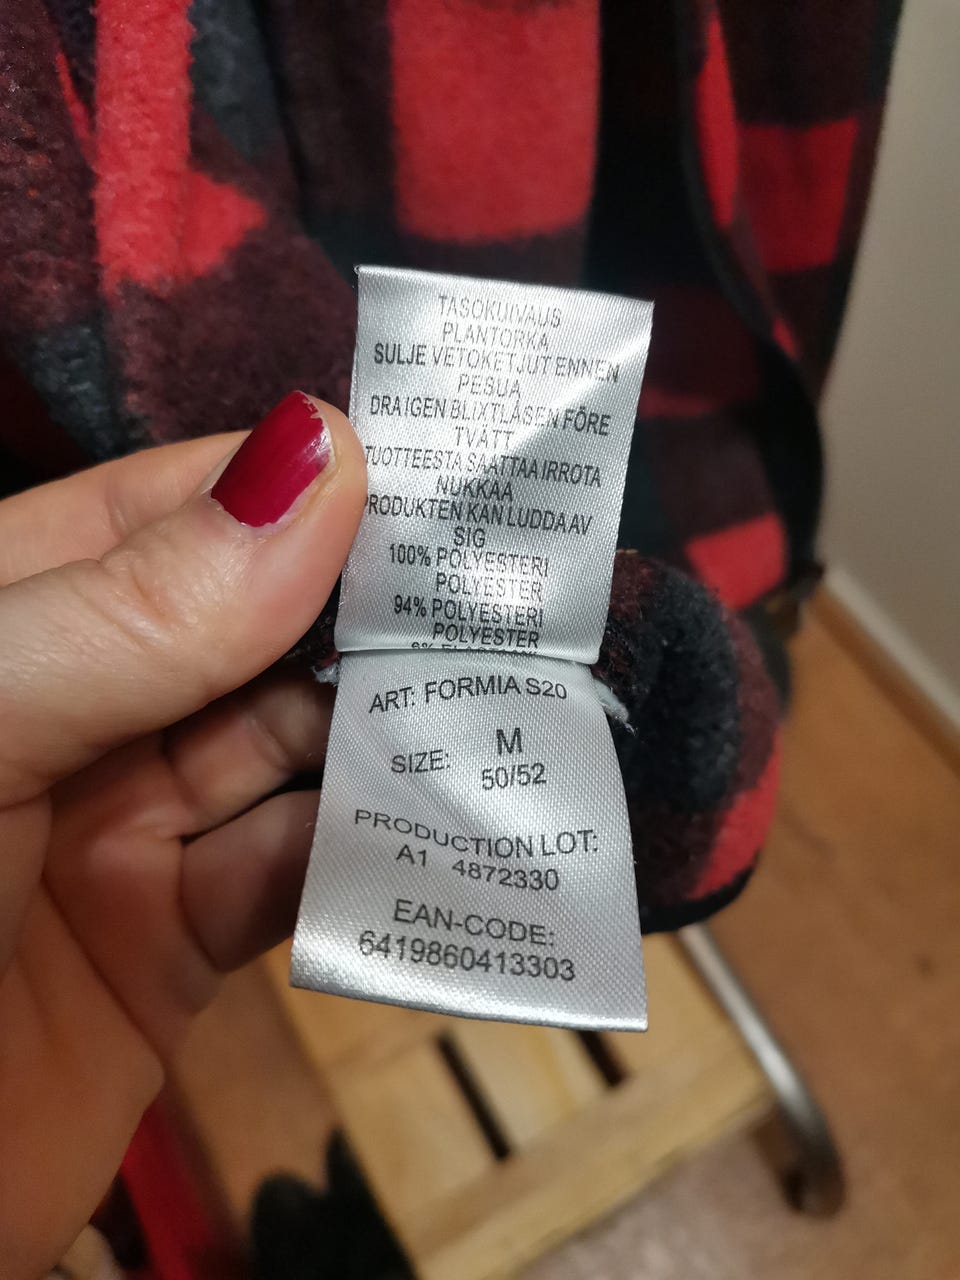 TASOKUIVAUS
PLANTORKA
SULJE VETOKETJUT ENNEN
PESUA
DRA IGEN BLIXTLÅSEN FÖRE
TVÄTT
TUOTTEESTA SAATTAA IRROTA
NUKKAA
PRODUKTEN KAN LUDDA AV
SIG
100% POLYESTERI
POLYESTER
94% POLYESTERI
POLYESTER
ART: FORMIA S20
M
SIZE: 50/52
PRODUCTION LOT:
A1 4872330
EAN-CODE:
6419860413303